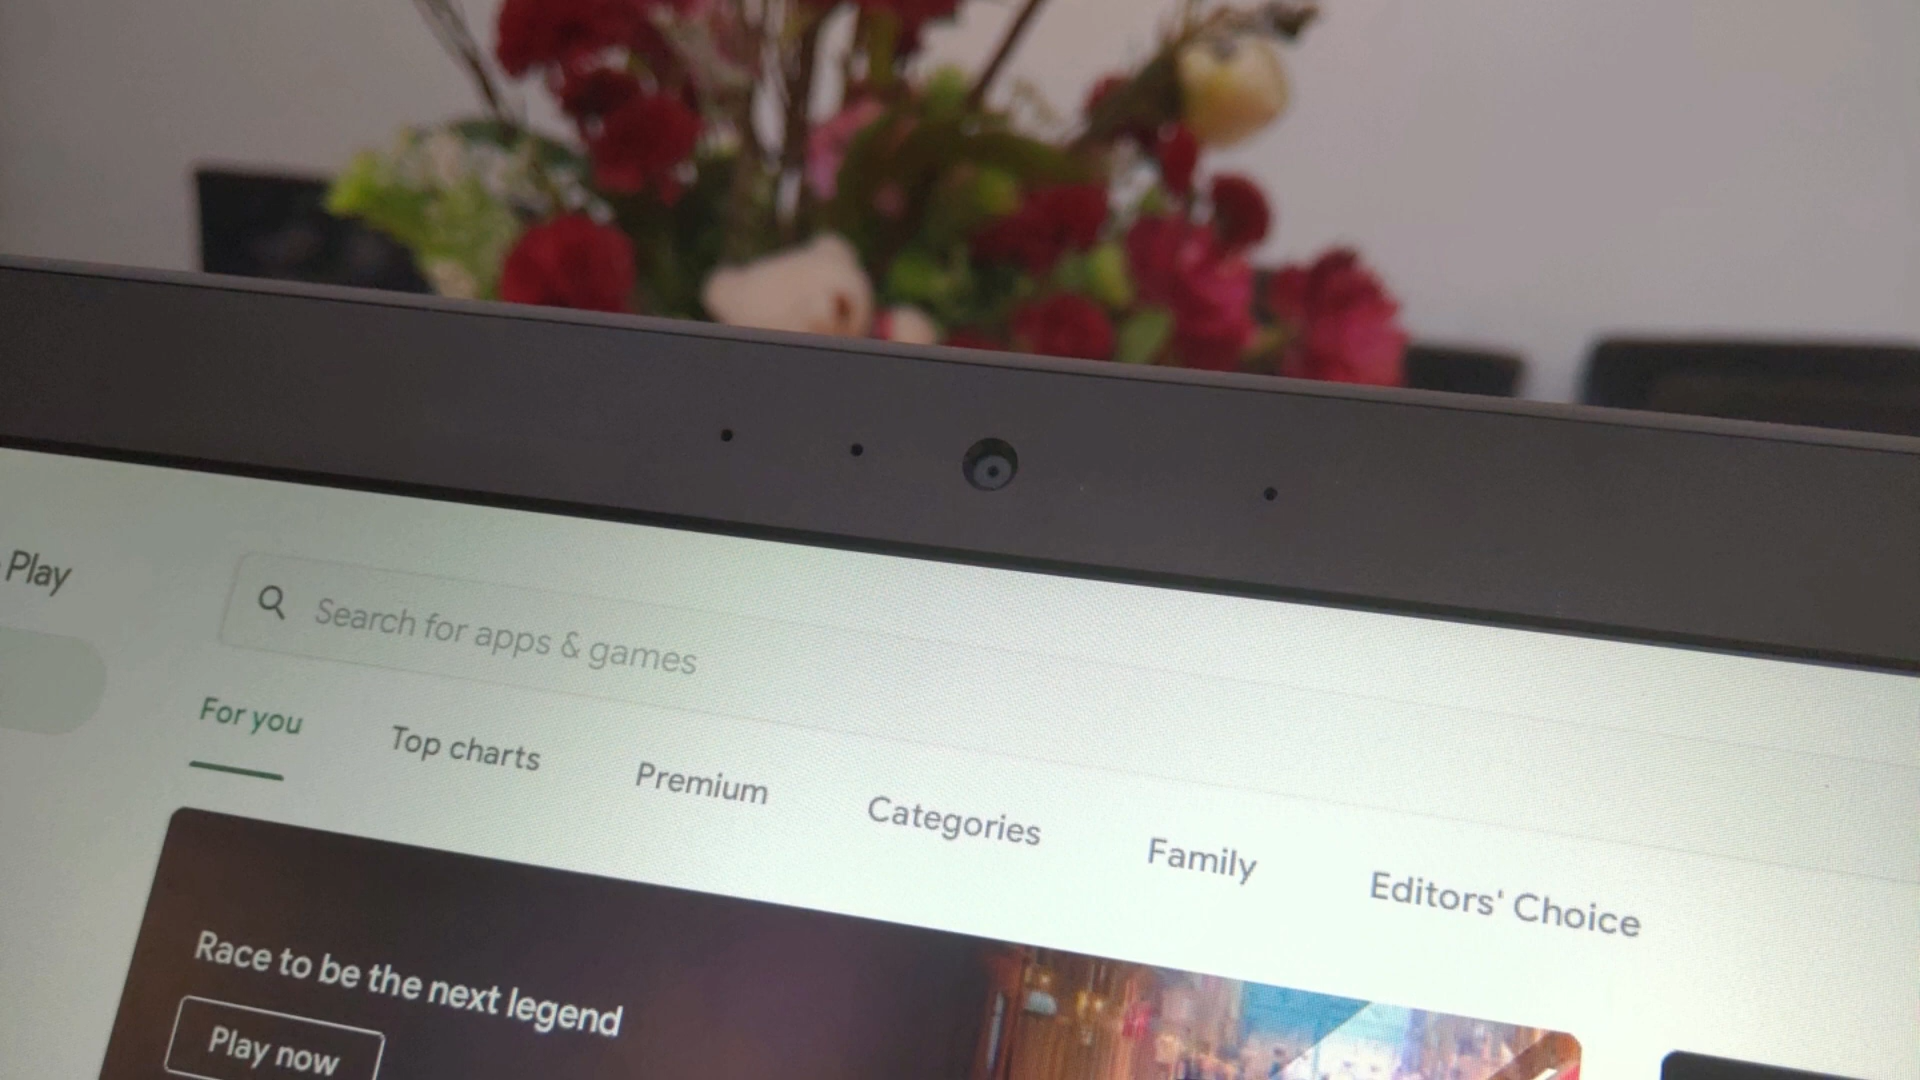 Play
Search for apps & games
For you
Top charts
Premium
Categories
Family
Editors' Choice
Race to be the next legend
Play now